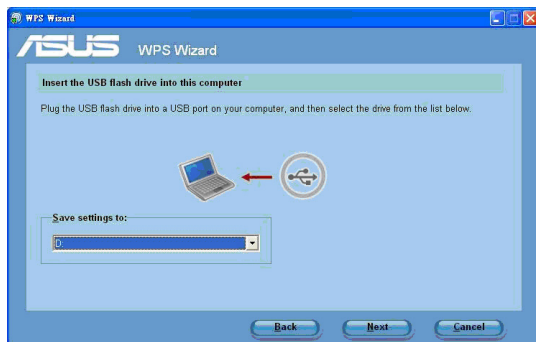 WPS Wizard
ASUS WPS Wizard
Insert the USB flash drive into this computer
Plug the USB flash drive into a USB port on your computer, and then select the drive from the list below.
Save settings to:
D:
Back Next Cancel